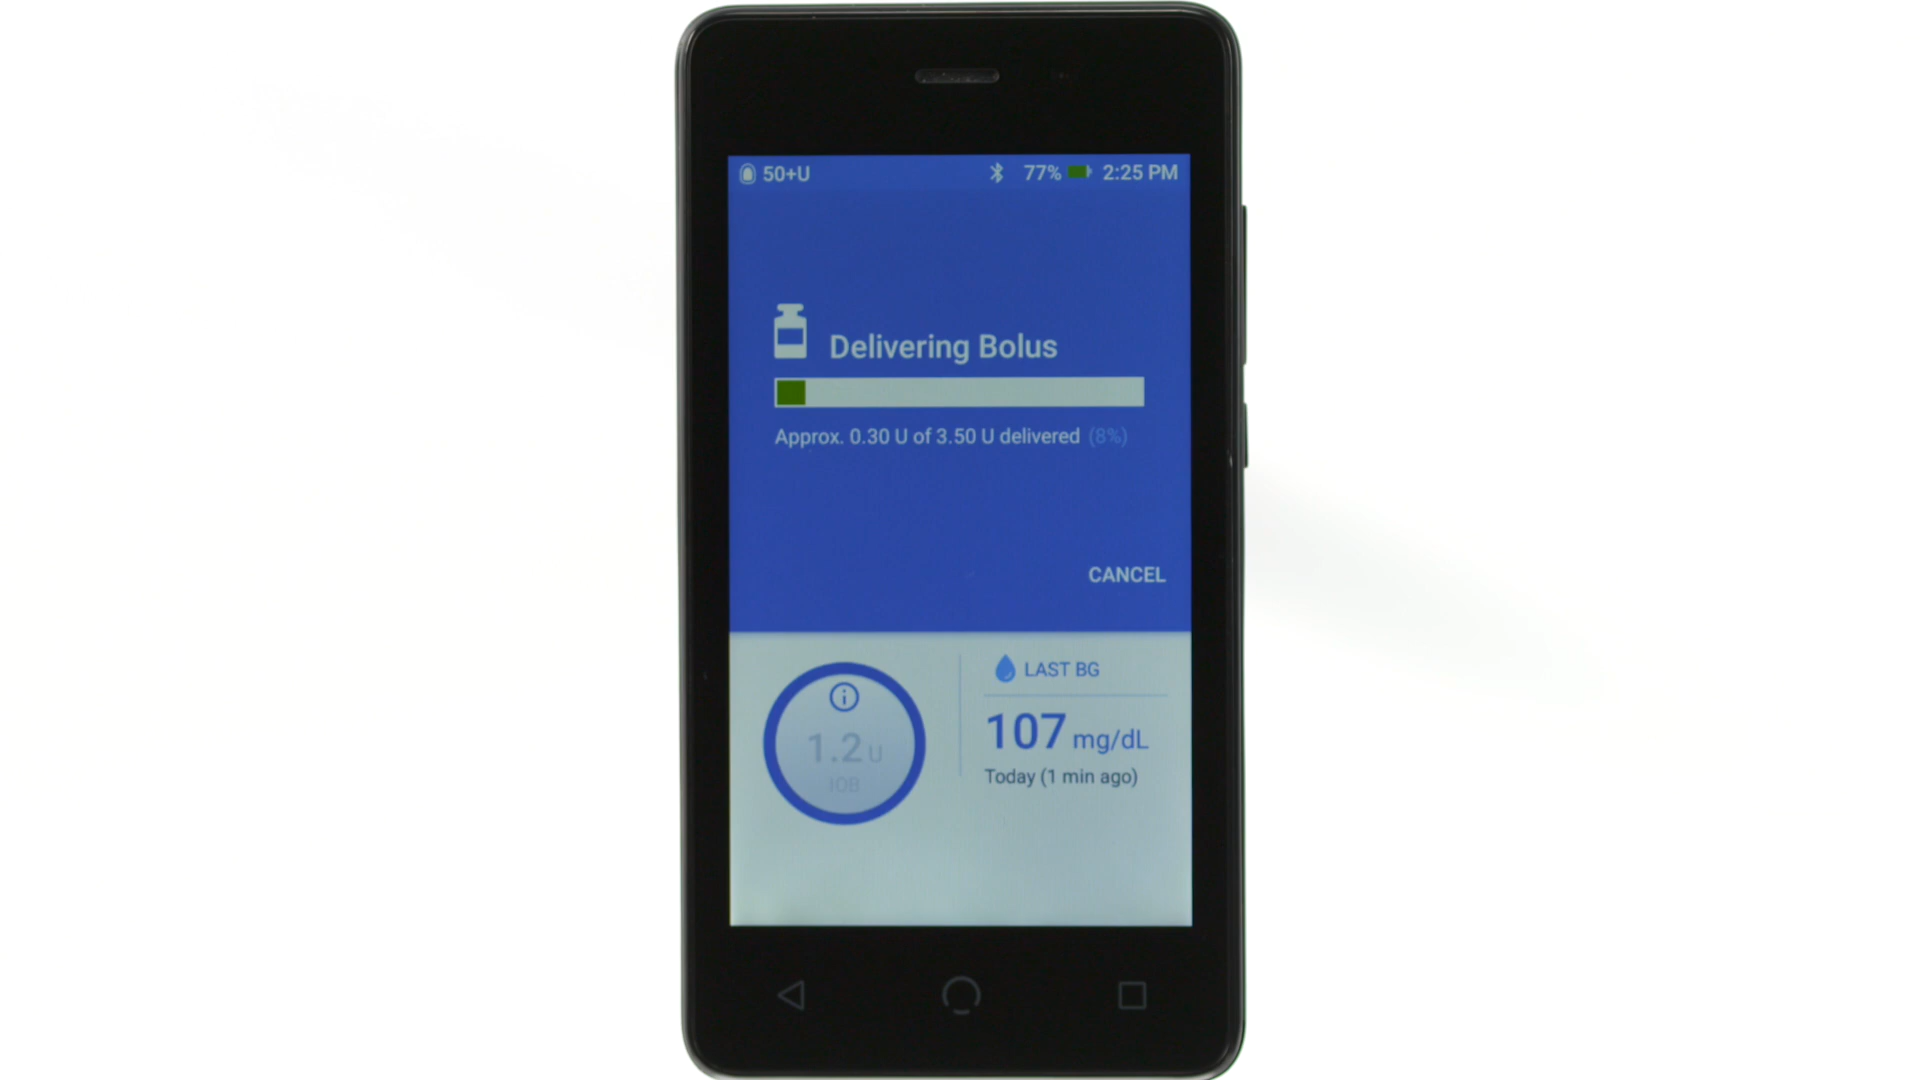 50+U 77% 2:25 PM
Delivering Bolus
Approx. 0.30 U of 3.50 U delivered (8%)
CANCEL
1.2 U
IOB
LAST BG
107 mg/dL
Today (1 min ago)